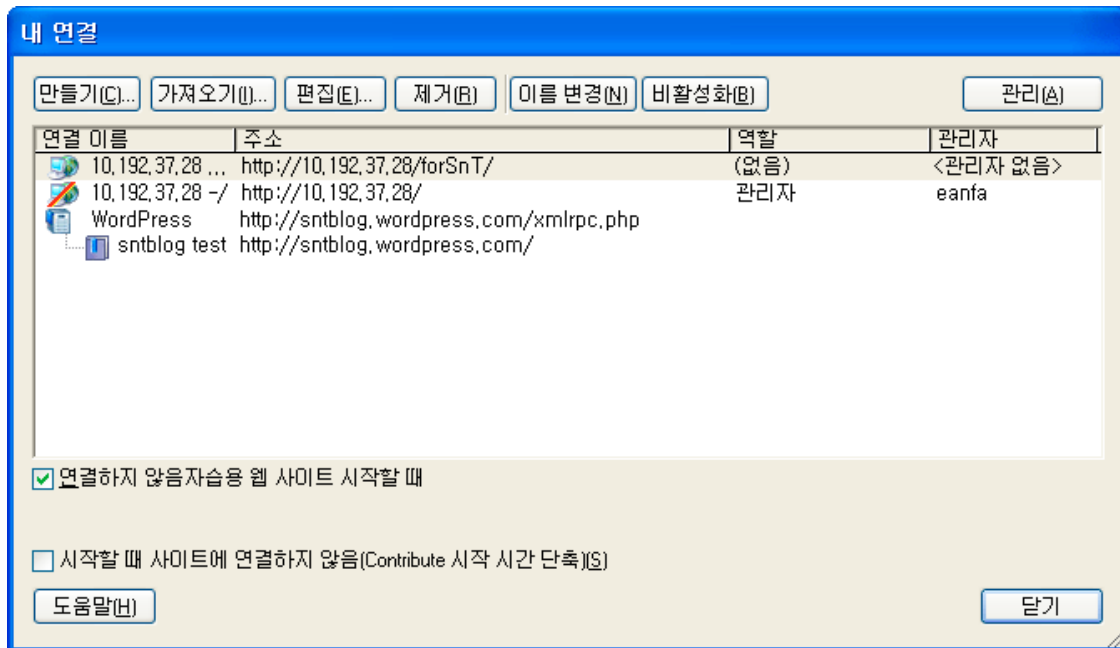 내 연결
만들기(C)... 가져오기(I)... 편집(E)... 제거(R) 이름 변경(N) 비활성화(B) 관리(A)
연결 이름 주소 역할 관리자
10.192.37.28 ... http://10.192.37.28/forSnT/ (없음) <관리자 없음>
10.192.37.28 -/ http://10.192.37.28/ 관리자 eanfa
WordPress http://sntblog.wordpress.com/xmlrpc.php
sntblog test http://sntblog.wordpress.com/
연결하지 않음자습용 웹 사이트 시작할 때
시작할 때 사이트에 연결하지 않음(Contribute 시작 시간 단축)(S)
도움말(H) 닫기